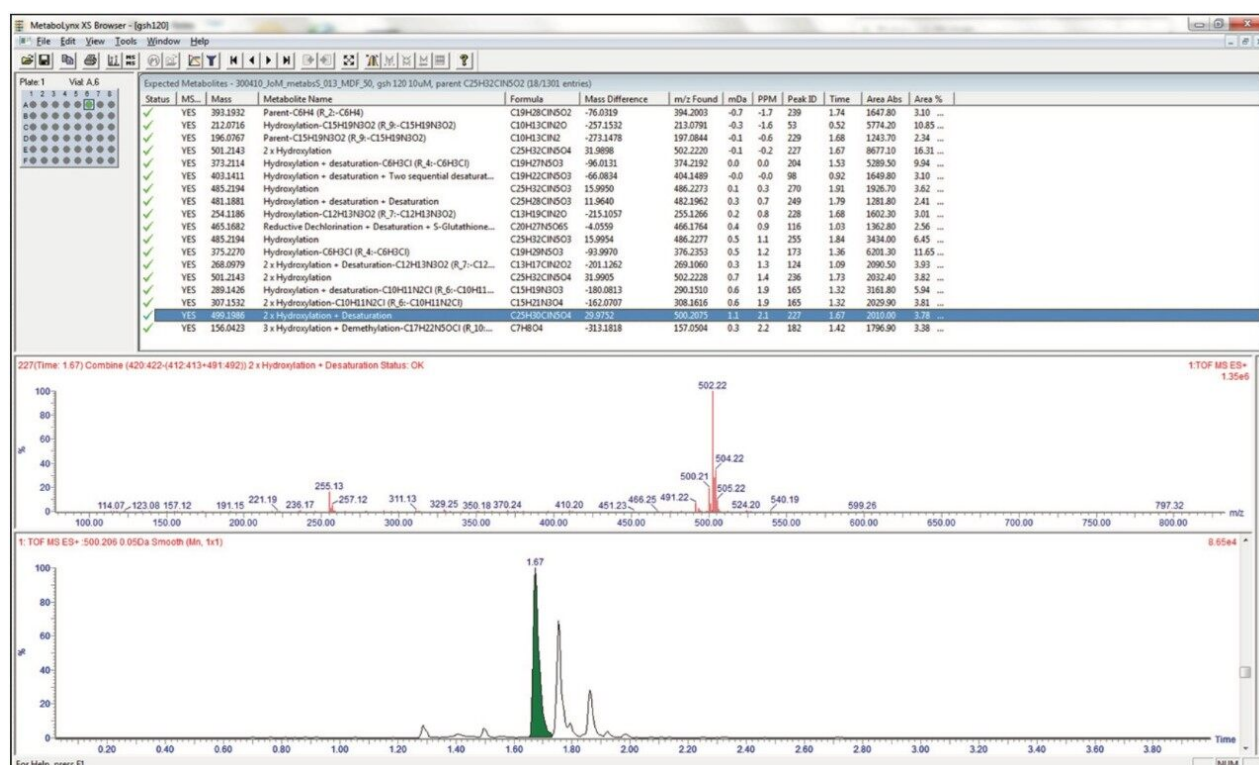 MetaboLynx XS Browser - [gsh120]
File Edit View Tools Window Help
Plate:1 Vial: A,6
1 2 3 4 5 6 7 8
A
B
C
D
E
F
Expected Metabolites - 300410_JoM_metabsS_013_MDF_50, gsh 120 10uM, parent C25H32ClN5O2 (18/1301 entries)
Status MS... Mass Metabolite Name Formula Mass Difference m/z Found mDa PPM Peak ID Time Area Abs Area %
YES 393.1932 Parent-C6H4 (R_2:-C6H4) C19H28ClN5O2 -76.0319 394.2003 -0.7 -1.7 239 1.74 1647.80 3.10 ...
YES 212.0716 Hydroxylation-C15H19N3O2 (R_9:-C15H19N3O2) C10H13ClN2O -257.1532 213.0791 -0.3 -1.6 53 0.52 5774.20 10.85 ...
YES 196.0767 Parent-C15H19N3O2 (R_9:-C15H19N3O2) C10H13ClN2 -273.1478 197.0844 -0.1 -0.6 229 1.68 1243.70 2.34 ...
YES 501.2143 2 x Hydroxylation C25H32ClN5O4 31.9898 502.2220 -0.1 -0.2 227 1.67 8677.10 16.31 ...
YES 373.2114 Hydroxylation + desaturation-C6H3Cl (R_4:-C6H3Cl) C19H27N5O3 -96.0131 374.2192 0.0 0.0 204 1.53 5289.50 9.94 ...
YES 403.1411 Hydroxylation + desaturation + Two sequential desaturat... C19H22ClN5O3 -66.0834 404.1489 -0.0 -0.0 98 0.92 1649.80 3.10 ...
YES 485.2194 Hydroxylation C25H32ClN5O3 15.9950 486.2273 0.1 0.3 270 1.91 1926.70 3.62 ...
YES 481.1881 Hydroxylation + desaturation + Desaturation C25H28ClN5O3 11.9640 482.1962 0.3 0.7 249 1.79 1281.80 2.41 ...
YES 254.1186 Hydroxylation-C12H13N3O2 (R_7:-C12H13N3O2) C13H19ClN2O -215.1057 255.1266 0.2 0.8 228 1.68 1602.30 3.01 ...
YES 465.1682 Reductive Dechlorination + Desaturation + S-Glutathione... C20H27N5O6S -4.0559 466.1764 0.4 0.9 116 1.03 1362.80 2.56 ...
YES 485.2194 Hydroxylation C25H32ClN5O3 15.9954 486.2277 0.5 1.1 255 1.84 3434.00 6.45 ...
YES 375.2270 Hydroxylation-C6H3Cl (R_4:-C6H3Cl) C19H29N5O3 -93.9970 376.2353 0.5 1.2 173 1.36 6201.30 11.65 ...
YES 268.0979 2 x Hydroxylation + Desaturation-C12H13N3O2 (R_7:-C12... C13H17ClN2O2 -201.1262 269.1060 0.3 1.3 124 1.09 2090.50 3.93 ...
YES 501.2143 2 x Hydroxylation C25H32ClN5O4 31.9905 502.2228 0.7 1.4 236 1.73 2032.40 3.82 ...
YES 289.1426 Hydroxylation + desaturation-C10H11N2Cl (R_6:-C10H11... C15H19N3O3 -180.0813 290.1510 0.6 1.9 165 1.32 3161.80 5.94 ...
YES 307.1532 2 x Hydroxylation-C10H11N2Cl (R_6:-C10H11N2Cl) C15H21N3O4 -162.0707 308.1616 0.6 1.9 165 1.32 2029.90 3.81 ...
YES 499.1986 2 x Hydroxylation + Desaturation C25H30ClN5O4 29.9752 500.2075 1.1 2.1 227 1.67 2010.00 3.78 ...
YES 156.0423 3 x Hydroxylation + Demethylation-C17H22N5OCl (R_10:... C7H8O4 -313.1818 157.0504 0.3 2.2 182 1.42 1796.90 3.38 ...
227(Time: 1.67) Combine (420:422-(412:413+491:492)) 2 x Hydroxylation + Desaturation Status: OK
1:TOF MS ES+
1.35e6
100
80
60
40
20
0
%
502.22
504.22
500.21
505.22
255.13
114.07 123.08 157.12 191.15 221.19 236.17 257.12 311.13 329.25 350.18 370.24 410.20 451.23 466.25 491.22 524.20 540.19 599.26 797.32
100.00 150.00 200.00 250.00 300.00 350.00 400.00 450.00 500.00 550.00 600.00 650.00 700.00 750.00 800.00 m/z
1: TOF MS ES+ :500.206 0.05Da Smooth (Mn, 1x1)
8.65e4
100
80
60
40
20
0
%
1.67
0.20 0.40 0.60 0.80 1.00 1.20 1.40 1.60 1.80 2.00 2.20 2.40 2.60 2.80 3.00 3.20 3.40 3.60 3.80 Time
For Help, press F1
NUM